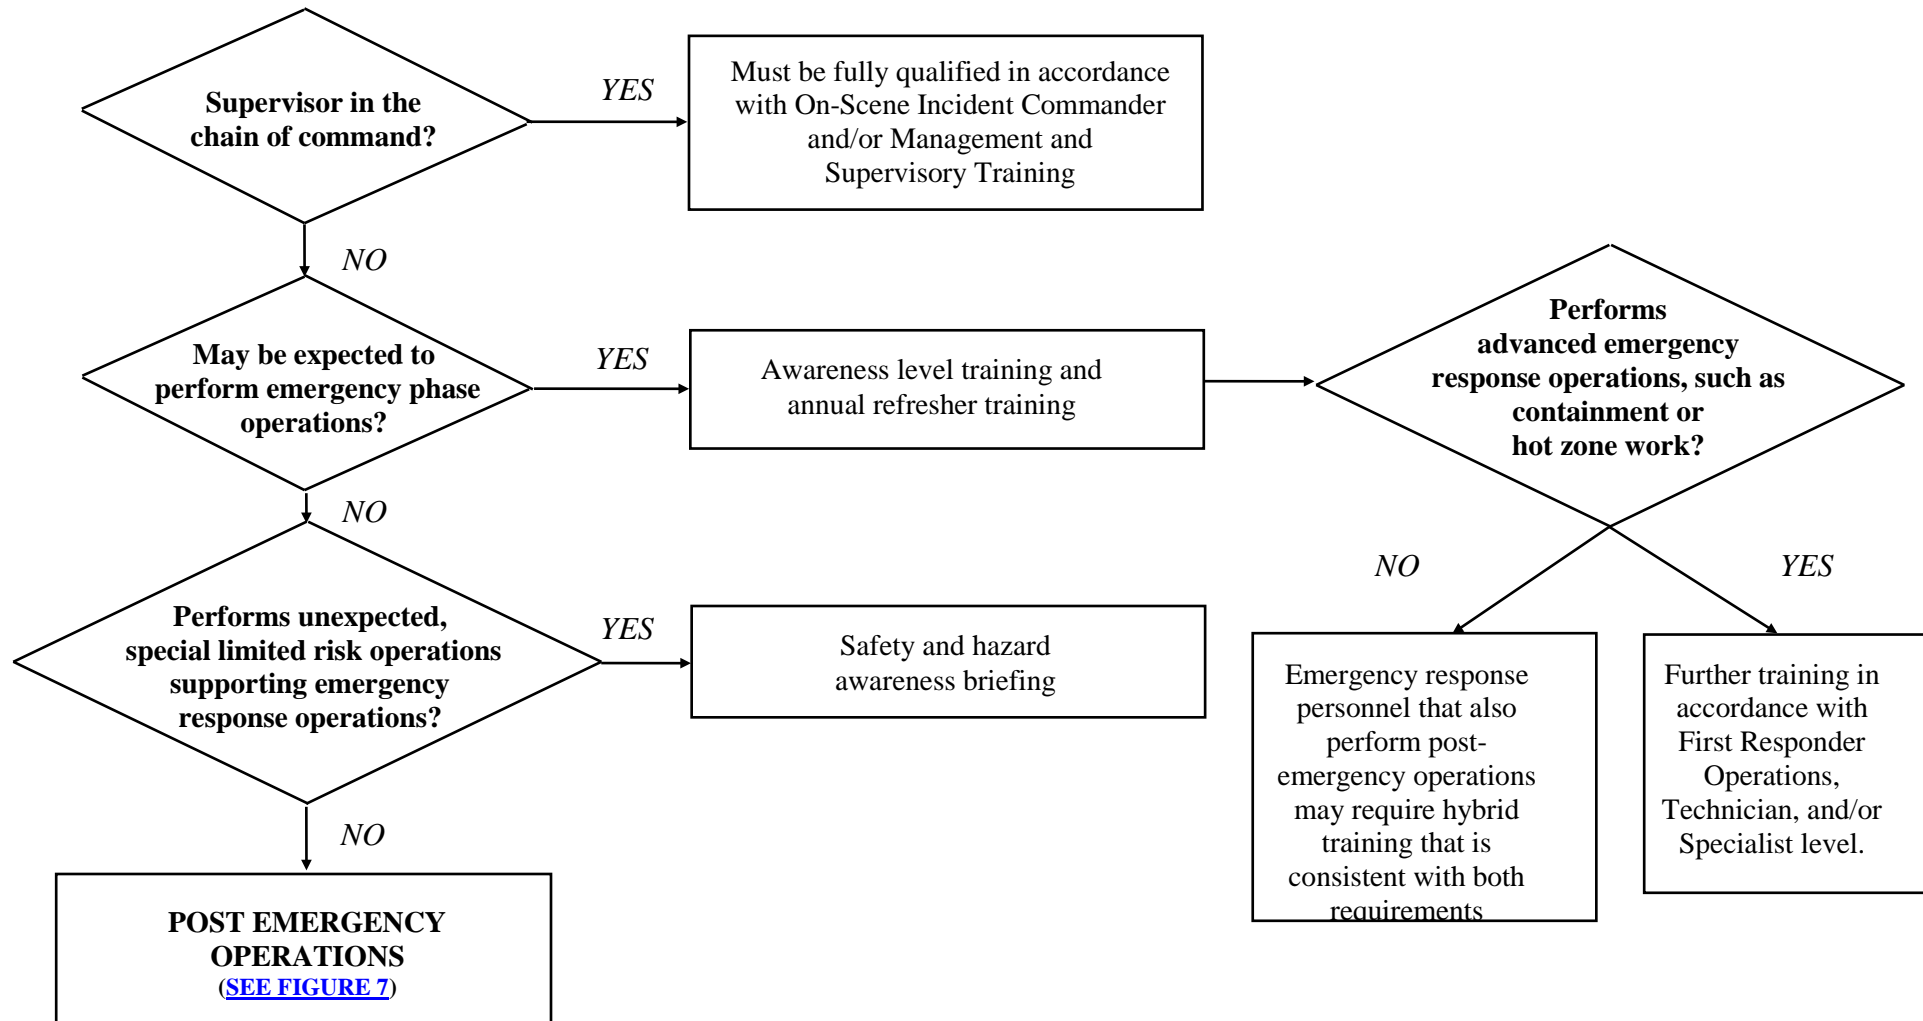 Supervisor in the
chain of command?
YES
Must be fully qualified in accordance
with On-Scene Incident Commander
and/or Management and
Supervisory Training
NO
May be expected to
perform emergency phase
operations?
YES
Awareness level training and
annual refresher training
Performs
advanced emergency
response operations, such as
containment or
hot zone work?
NO
YES
NO
Performs unexpected,
special limited risk operations
supporting emergency
response operations?
YES
Safety and hazard
awareness briefing
Emergency response
personnel that also
perform post-
emergency operations
may require hybrid
training that is
consistent with both
requirements
Further training in
accordance with
First Responder
Operations,
Technician, and/or
Specialist level.
NO
POST EMERGENCY
OPERATIONS
(SEE FIGURE 7)